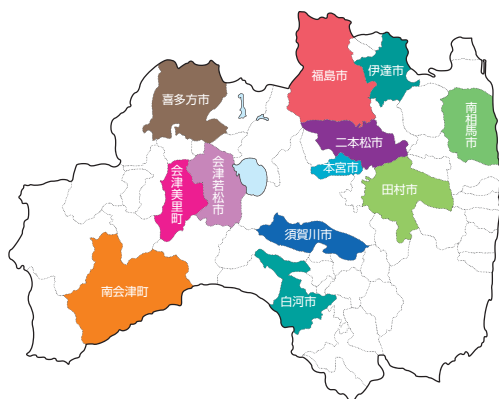 福島市
伊達市
喜多方市
南相馬市
二本松市
本宮市
会津若松市
会津美里町
田村市
須賀川市
南会津町
白河市